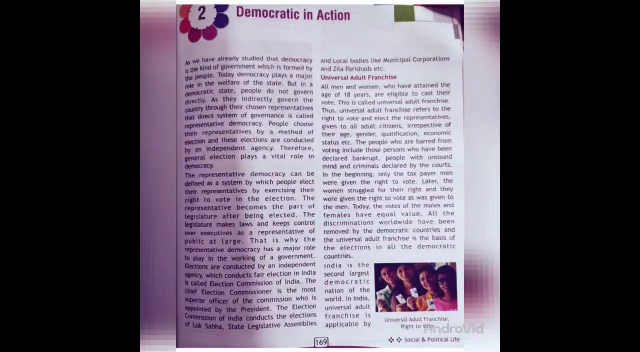 2
Democratic in Action
As we have already studied that democracy
is the kind of government which is formed by
the people. Today democracy plays a major
role in the welfare of the state. But in a
democratic state, people do not govern
directly. As they indirectly govern the
country through their chosen representatives
that direct system of governance is called
representative democracy. People choose
their representatives by a method of
election and these elections are conducted
by an independent agency. Therefore,
general election plays a vital role in
democracy.
The representative democracy can be
defined as a system by which people elect
their representatives by exercising their
right to vote in the election. The
representative becomes the part of
legislature after being elected. The
legislature makes laws and keeps control
over executives as a representative of
public at large. That is why the
representative democracy has a major role
to play in the working of a government.
Elections are conducted by an independent
agency, which conducts fair election in India
is called Election Commission of India. The
chief Election Commissioner is the most
superior officer of the commission who is
appointed by the President. The Election
Commission of India conducts the elections
of Lok Sabha, State Legislative Assemblies
and Local bodies like Municipal Corporations
and Zila Parishads etc.
Universal Adult Franchise
All men and women, who have attained the
age of 18 years, are eligible to cast their
vote. This is called universal adult franchise.
Thus, universal adult franchise refers to the
right to vote and elect the representatives,
given to all adult citizens, irrespective of
their age, gender, qualification, economic
status etc. The people who are barred from
voting include those persons who have been
declared bankrupt, people with unsound
mind and criminals declared by the courts.
In the beginning, only the tax payer men
were given the right to vote. Later, the
women struggled for their right and they
were given the right to vote as was given to
the men. Today, the votes of the males and
females have equal value. All the
discriminations worldwide have been
removed by the democratic countries and
the universal adult franchise is the basis of
the elections in all the democratic
countries.
India is the
second largest
democratic
nation of the
world. In India,
universal adult
franchise is
applicable by
Universal Adult Franchise,
Right to Vote
169
Social & Political Life
AndroVid